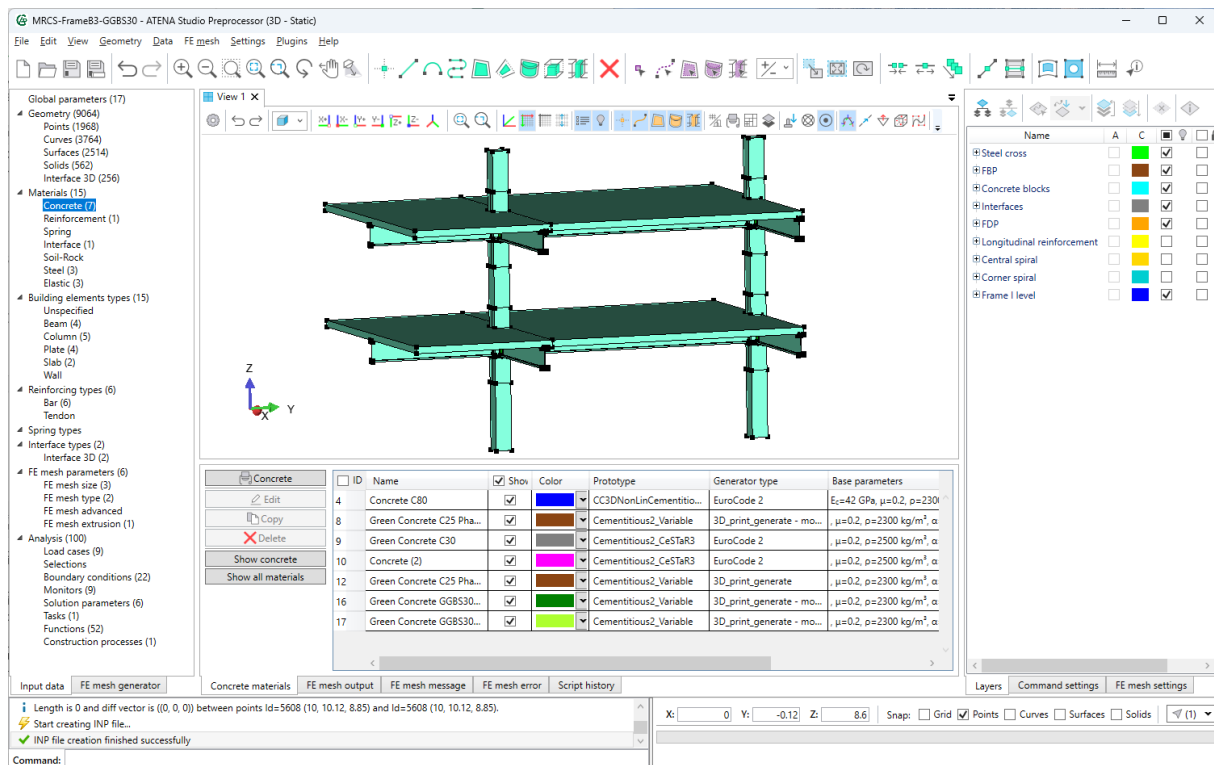 MRCS-FrameB3-GGBS30 - ATENA Studio Preprocessor (3D - Static)
File Edit View Geometry Data FE mesh Settings Plugins Help
Global parameters (17)
Geometry (9064)
Points (1968)
Curves (3764)
Surfaces (2514)
Solids (562)
Interface 3D (256)
Materials (15)
Concrete (7)
Reinforcement (1)
Spring
Interface (1)
Soil-Rock
Steel (3)
Elastic (3)
Building elements types (15)
Unspecified
Beam (4)
Column (5)
Plate (4)
Slab (2)
Wall
Reinforcing types (6)
Bar (6)
Tendon
Spring types
Interface types (2)
Interface 3D (2)
FE mesh parameters (6)
FE mesh size (3)
FE mesh type (2)
FE mesh advanced
FE mesh extrusion (1)
Analysis (100)
Load cases (9)
Selections
Boundary conditions (22)
Monitors (9)
Solution parameters (6)
Tasks (1)
Functions (52)
Construction processes (1)
Input data FE mesh generator
View 1
Z
Y
X
Concrete
Edit
Copy
Delete
Show concrete
Show all materials
ID Name Show Color Prototype Generator type Base parameters
4 Concrete C80 CC3DNonLinCementitio... EuroCode 2 Ec=42 GPa, μ=0.2, ρ=230
8 Green Concrete C25 Pha... Cementitious2_Variable 3D_print_generate - mo... , μ=0.2, ρ=2300 kg/m³, α
9 Green Concrete C30 Cementitious2_CeSTaR3 EuroCode 2 , μ=0.2, ρ=2500 kg/m³, α
10 Concrete (2) Cementitious2_CeSTaR3 EuroCode 2 , μ=0.2, ρ=2500 kg/m³, α
12 Green Concrete C25 Pha... Cementitious2_Variable 3D_print_generate , μ=0.2, ρ=2300 kg/m³, α
16 Green Concrete GGBS30... Cementitious2_Variable 3D_print_generate - mo... , μ=0.2, ρ=2300 kg/m³, α
17 Green Concrete GGBS30... Cementitious2_Variable 3D_print_generate - mo... , μ=0.2, ρ=2300 kg/m³, α
Concrete materials FE mesh output FE mesh message FE mesh error Script history
Name A C
Steel cross
FBP
Concrete blocks
Interfaces
FDP
Longitudinal reinforcement
Central spiral
Corner spiral
Frame I level
Layers Command settings FE mesh settings
Length is 0 and diff vector is ((0, 0, 0)) between points Id=5608 (10, 10.12, 8.85) and Id=5608 (10, 10.12, 8.85).
Start creating INP file...
INP file creation finished successfully
Command:
X: 0 Y: -0.12 Z: 8.6 Snap: Grid Points Curves Surfaces Solids (1)